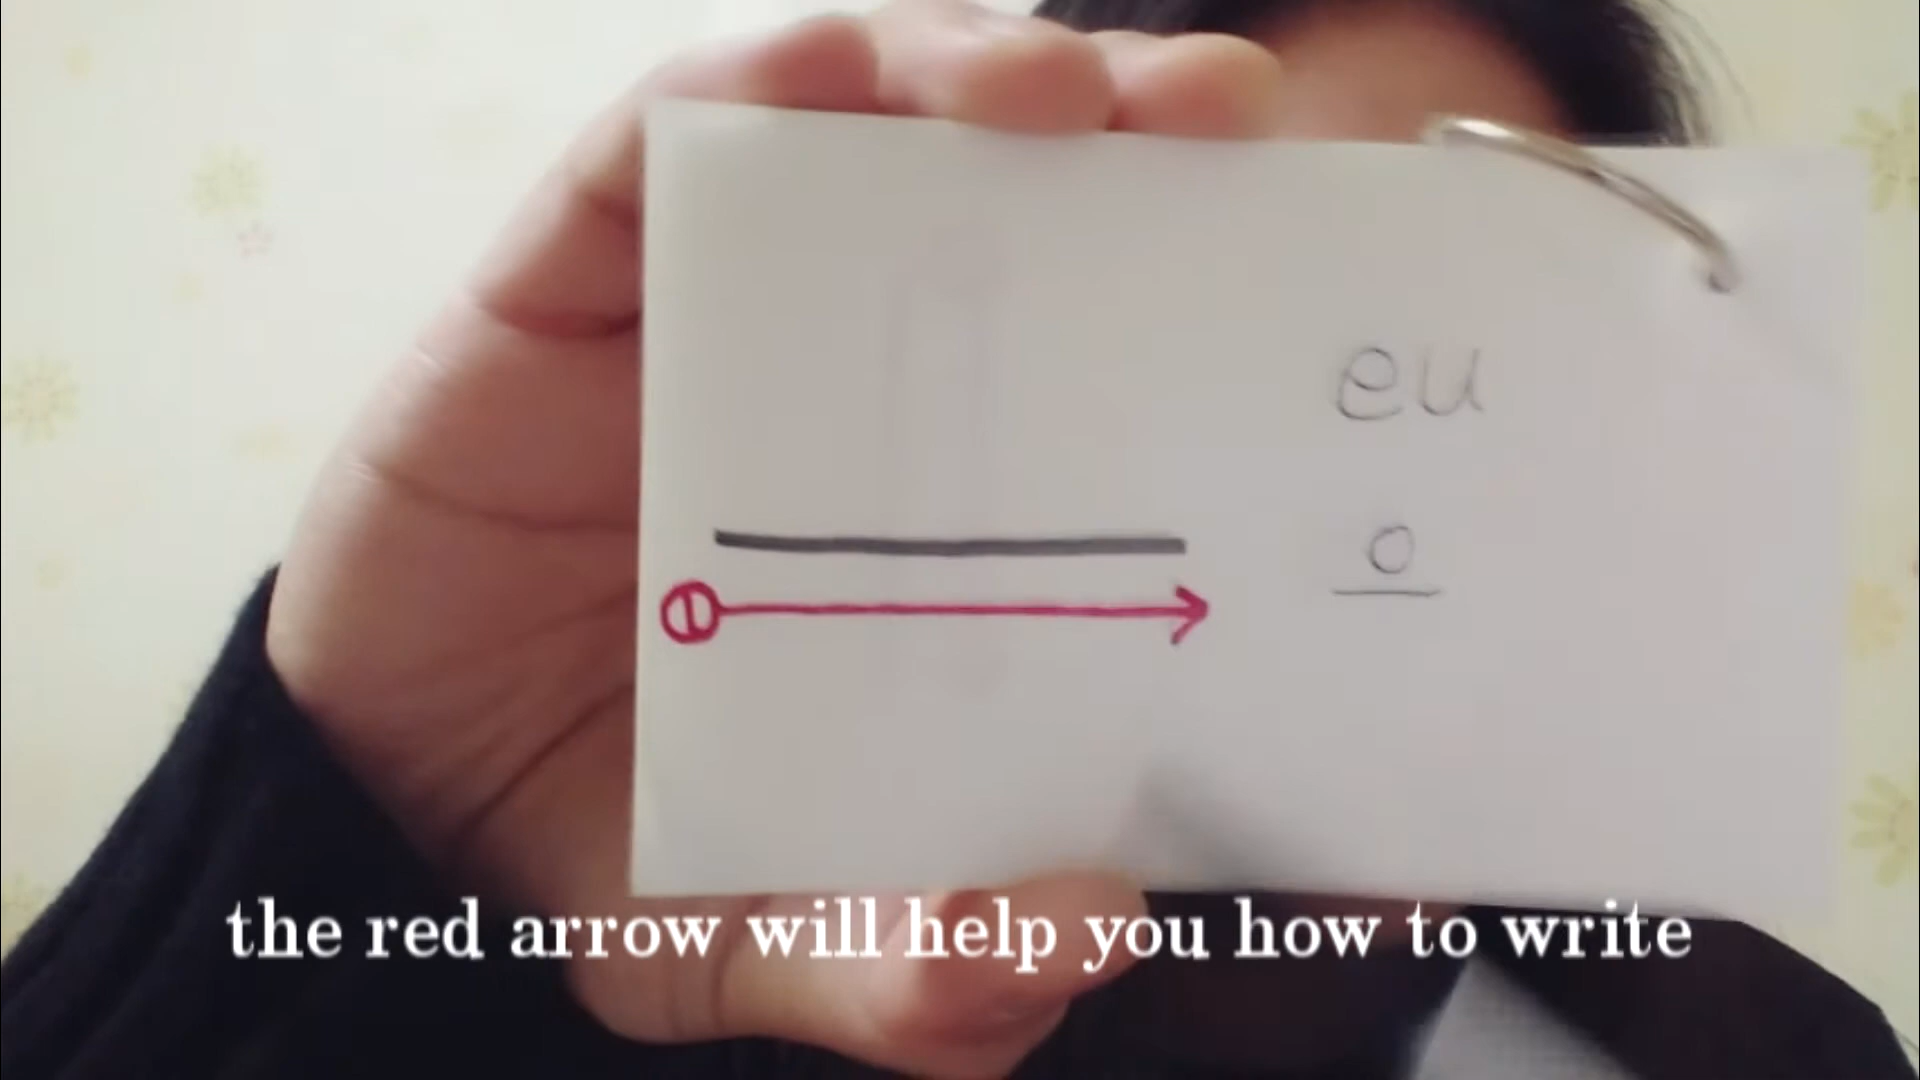 eu
ㅡ
으
the red arrow will help you how to write